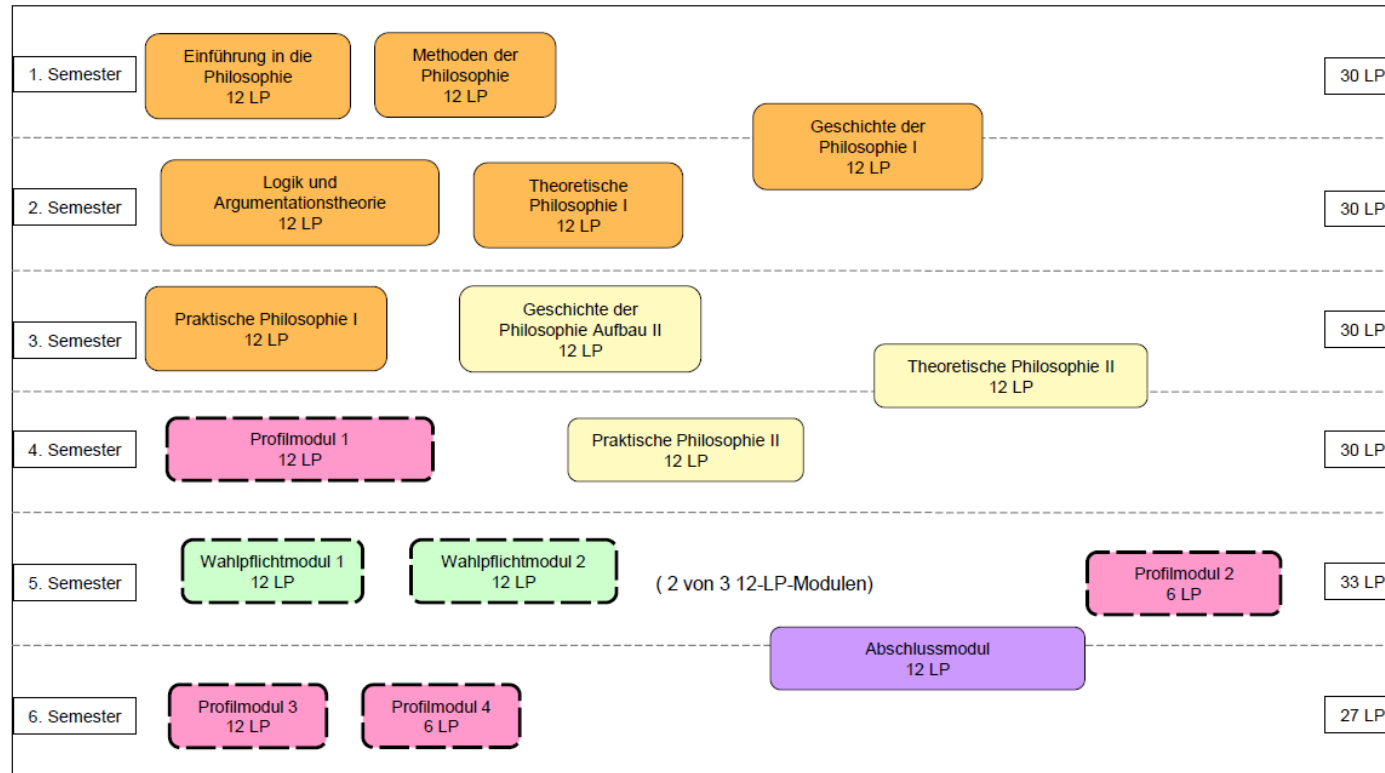 1. Semester
Einführung in die
Philosophie
12 LP
Methoden der
Philosophie
12 LP
30 LP
Geschichte der
Philosophie I
12 LP
2. Semester
Logik und
Argumentationstheorie
12 LP
Theoretische
Philosophie I
12 LP
30 LP
3. Semester
Praktische Philosophie I
12 LP
Geschichte der
Philosophie Aufbau II
12 LP
30 LP
Theoretische Philosophie II
12 LP
4. Semester
Profilmodul 1
12 LP
Praktische Philosophie II
12 LP
30 LP
5. Semester
Wahlpflichtmodul 1
12 LP
Wahlpflichtmodul 2
12 LP
( 2 von 3 12-LP-Modulen)
Profilmodul 2
6 LP
33 LP
Abschlussmodul
12 LP
6. Semester
Profilmodul 3
12 LP
Profilmodul 4
6 LP
27 LP